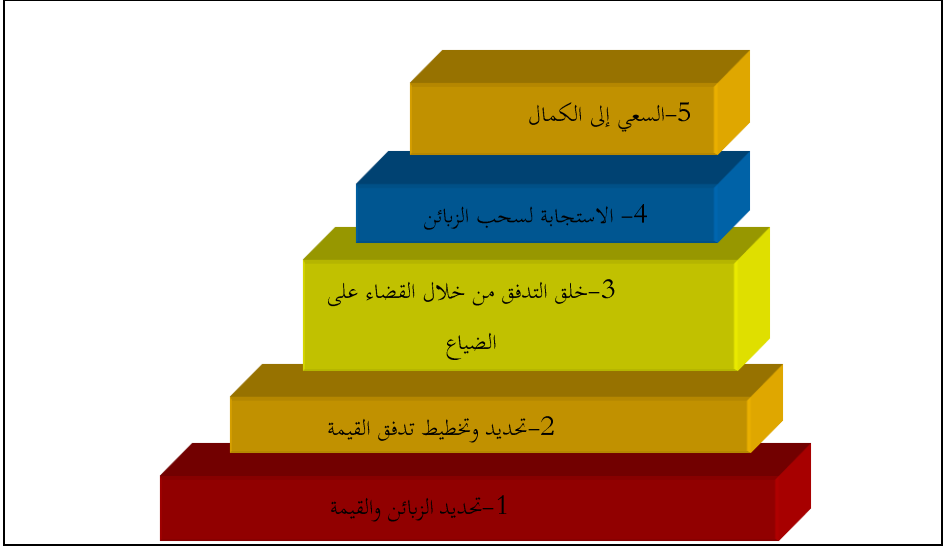 5-السعي إلى الكمال
4- الاستجابة لسحب الزبائن
3-خلق التدفق من خلال القضاء على
الضياع
2-تحديد وتخطيط تدفق القيمة
1-تحديد الزبائن والقيمة